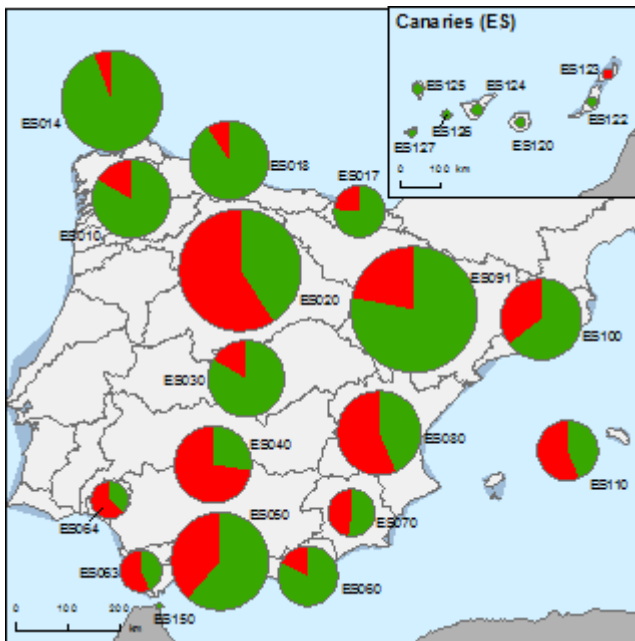 Canaries (ES)
ES123
ES125
ES124
ES122
ES126
ES127
ES120
0 100 km
ES014
ES018
ES017
ES010
ES020
ES091
ES100
ES030
ES040
ES080
ES110
ES050
ES064
ES070
ES063
ES060
ES150
0 100 200
km